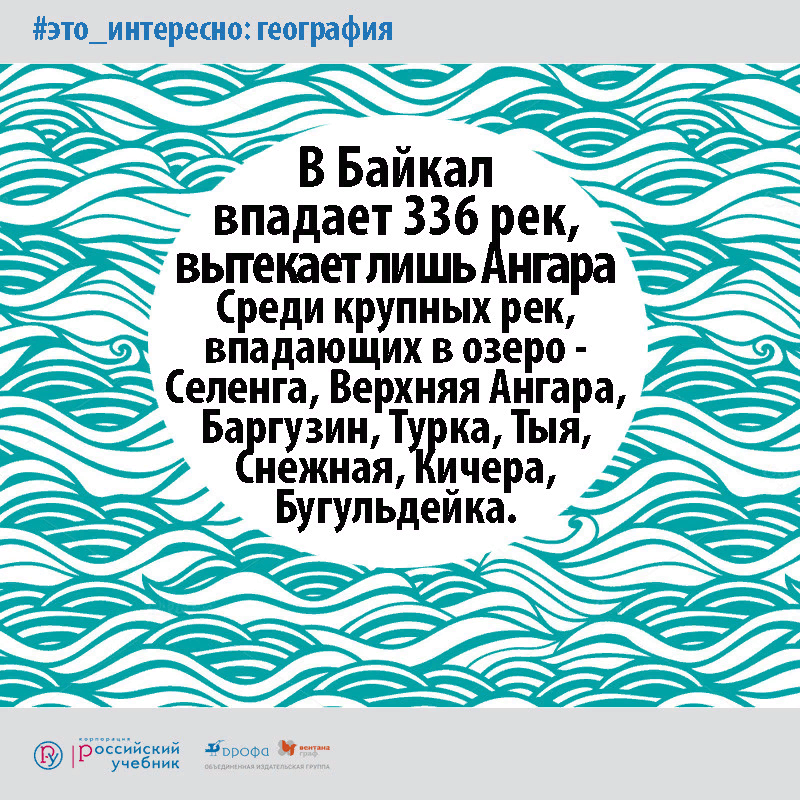 #это_интересно: география
В Байкал
впадает 336 рек,
вытекает лишь Ангара
Среди крупных рек,
впадающих в озеро -
Селенга, Верхняя Ангара,
Баргузин, Турка, Тыя,
Снежная, Кичера,
Бугульдейка.
корпорация
российский
учебник
дрофа
вентана
граф
ОБЪЕДИНЕННАЯ ИЗДАТЕЛЬСКАЯ ГРУППА